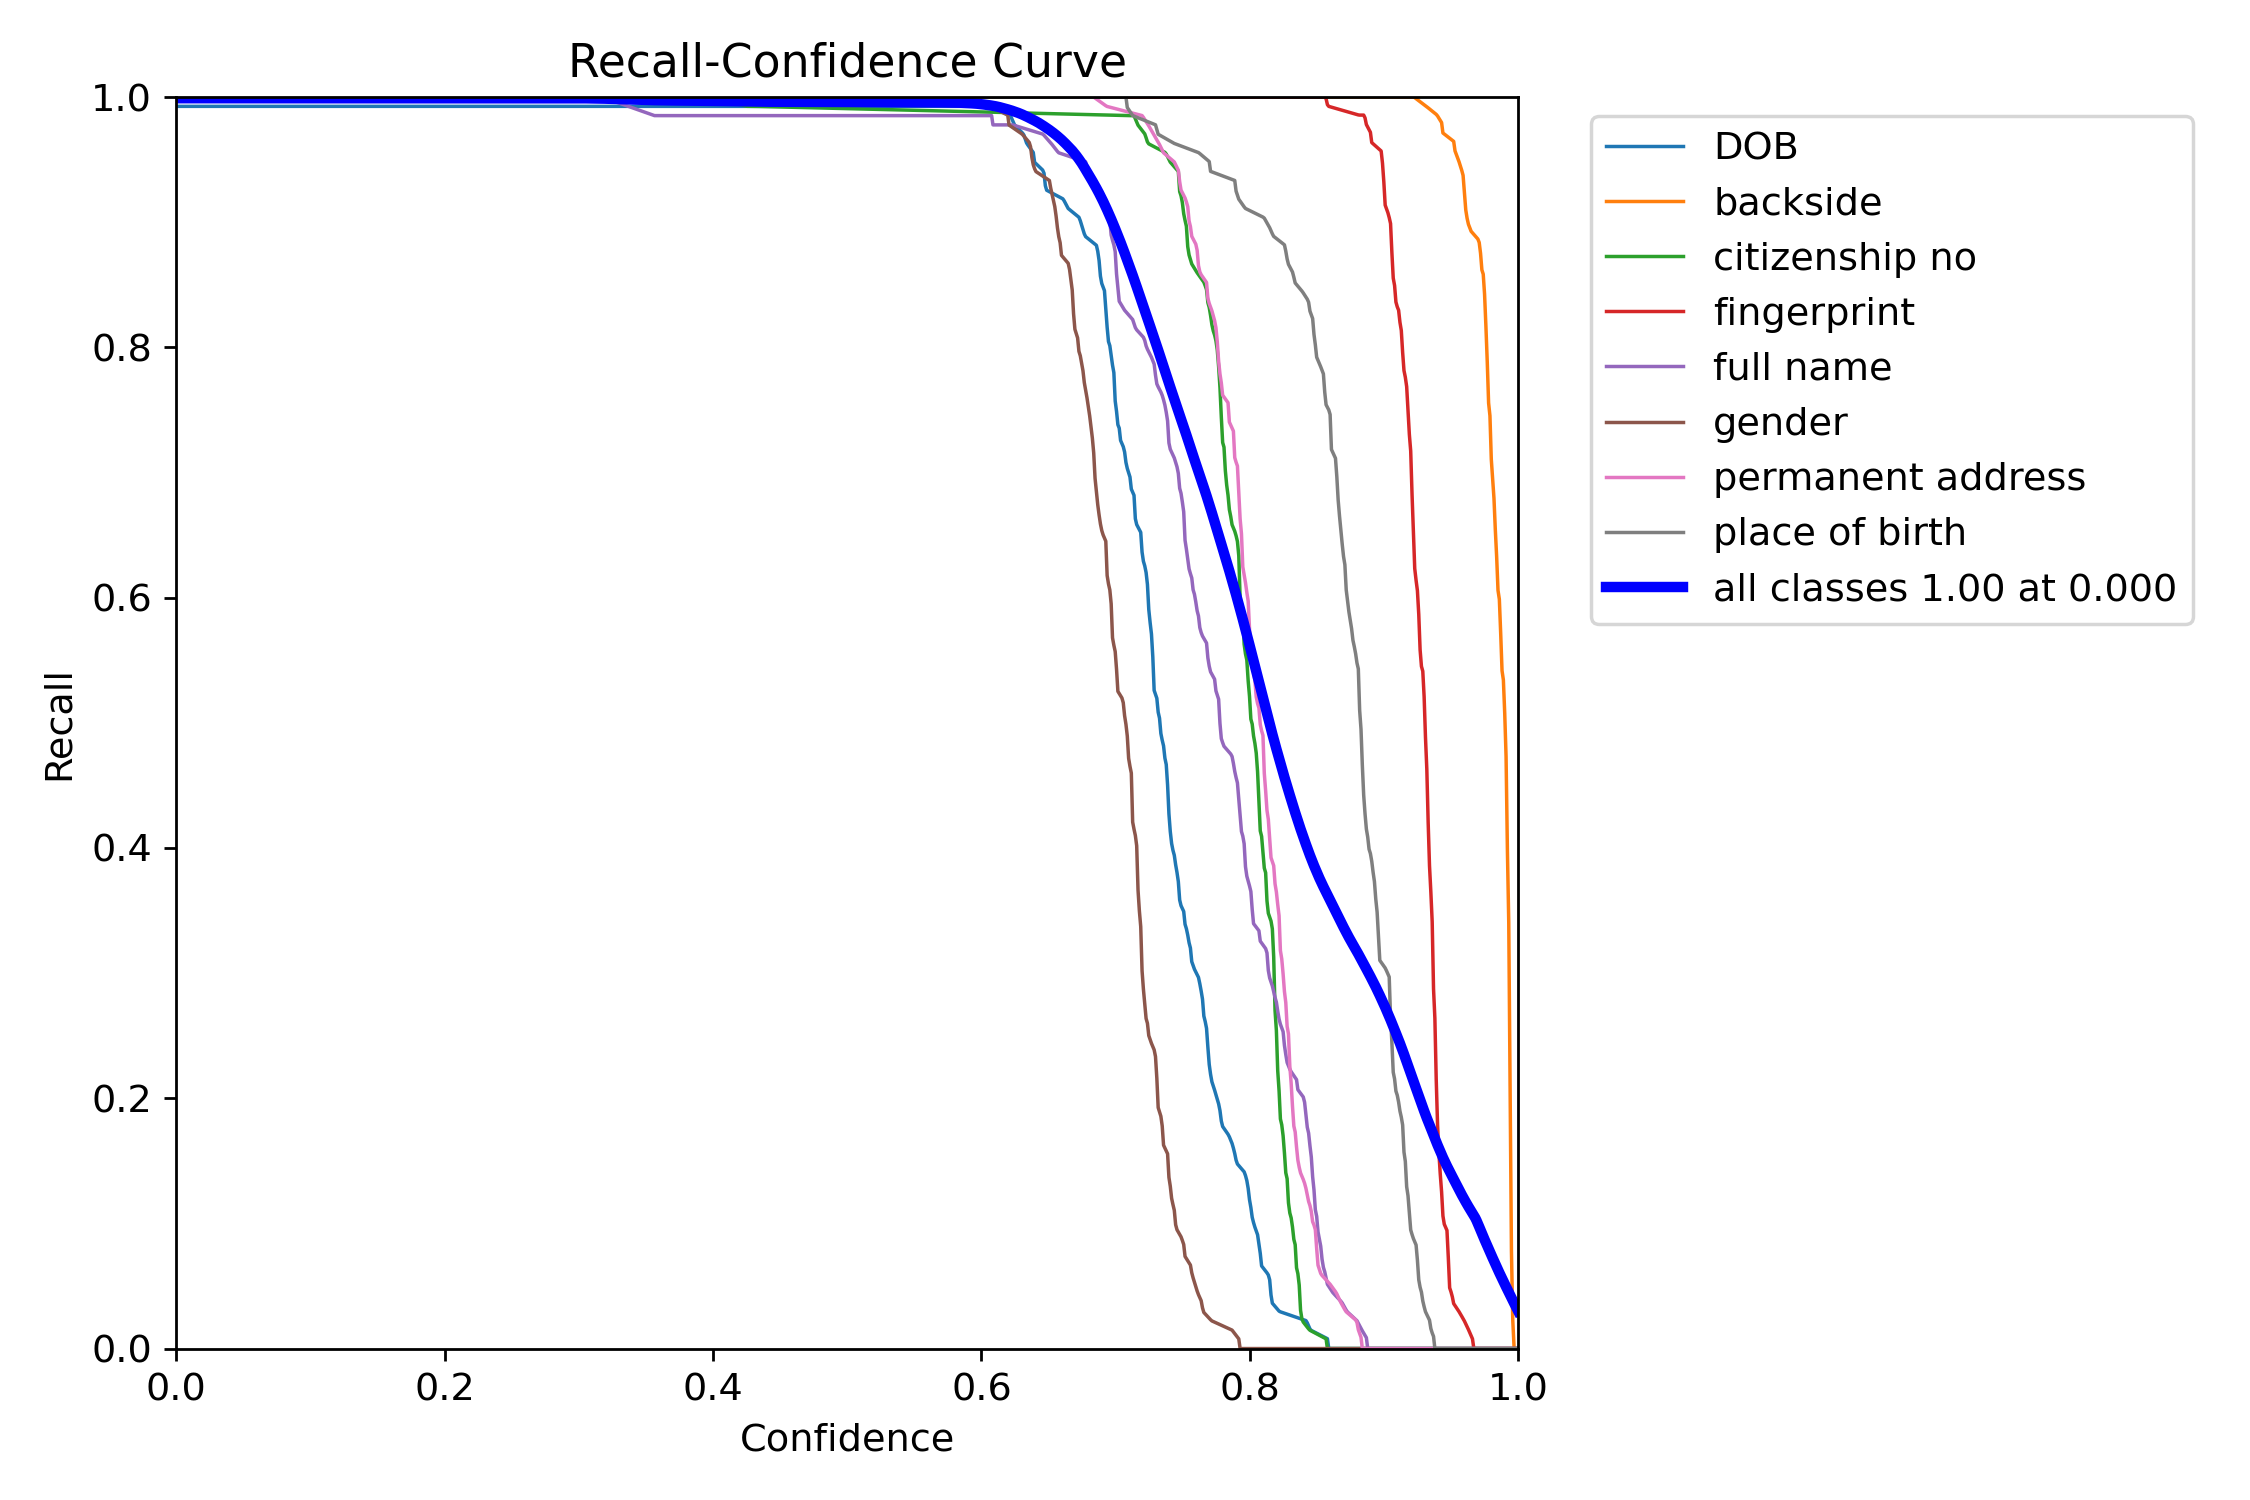 Recall-Confidence Curve
1.0
0.8
0.6
0.4
0.2
0.0
Recall
0.0 0.2 0.4 0.6 0.8 1.0
Confidence
DOB
backside
citizenship no
fingerprint
full name
gender
permanent address
place of birth
all classes 1.00 at 0.000